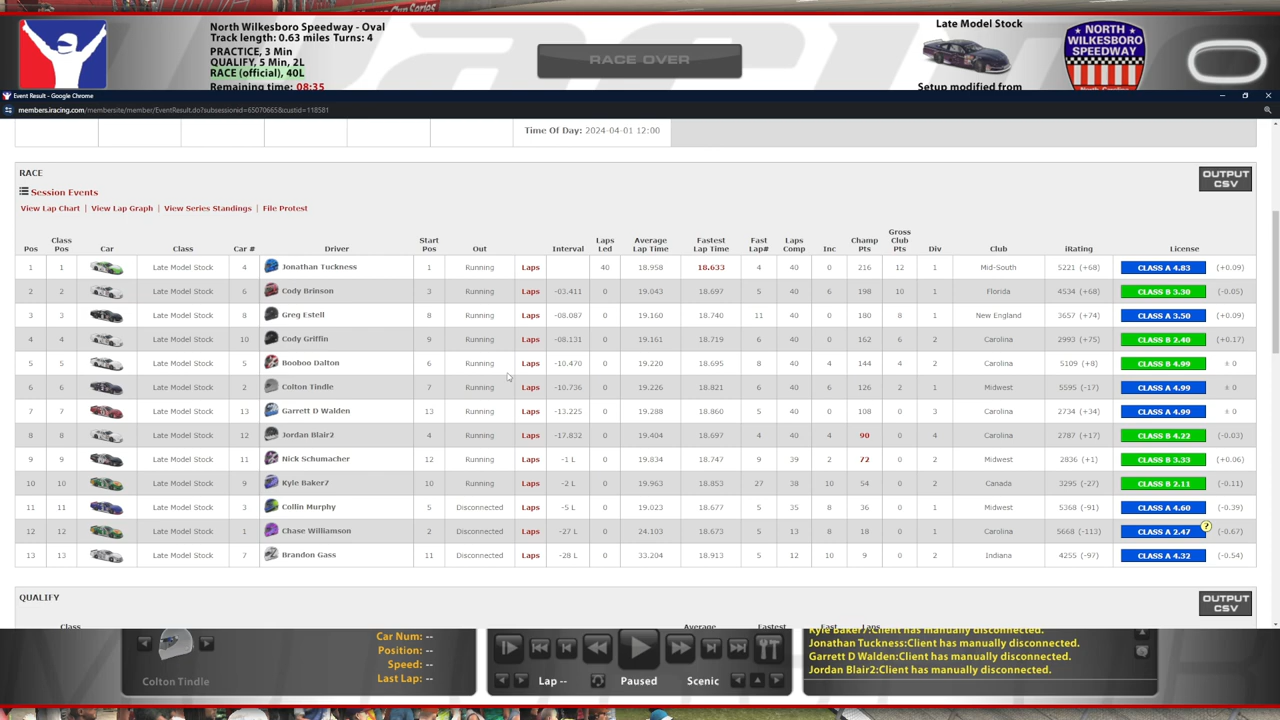 North Wilkesboro Speedway - Oval
Track length: 0.63 miles Turns: 4
PRACTICE, 3 Min
QUALIFY, 5 Min, 2L
RACE (official), 40L
Remaining time: 08:35
RACE OVER
Late Model Stock
Setup modified from
NORTH
WILKESBORO
SPEEDWAY
Event Result - Google Chrome
members.iracing.com/membersite/member/EventResult.do?subsessionid=65070665&custid=118581
Time Of Day: 2024-04-01 12:00
RACE
OUTPUT CSV
Session Events
View Lap Chart | View Lap Graph | View Series Standings | File Protest
Pos Class Pos Car Class Car # Driver Start Pos Out Interval Laps Led Average Lap Time Fastest Lap Time Fast Lap# Laps Comp Inc Champ Pts Gross Club Pts Div Club iRating License
1 1 Late Model Stock 4 Jonathan Tuckness 1 Running Laps 40 18.958 18.633 4 40 0 216 12 1 Mid-South 5221 (+68) CLASS A 4.83 (+0.09)
2 2 Late Model Stock 6 Cody Brinson 3 Running Laps -03.411 0 19.043 18.697 5 40 6 198 10 1 Florida 4534 (+68) CLASS B 3.30 (-0.05)
3 3 Late Model Stock 8 Greg Estell 8 Running Laps -08.087 0 19.160 18.740 11 40 0 180 8 1 New England 3657 (+74) CLASS A 3.50 (+0.09)
4 4 Late Model Stock 10 Cody Griffin 9 Running Laps -08.131 0 19.161 18.719 6 40 0 162 6 2 Carolina 2993 (+75) CLASS B 2.40 (+0.17)
5 5 Late Model Stock 5 Booboo Dalton 6 Running Laps -10.470 0 19.220 18.695 8 40 4 144 4 2 Carolina 5109 (+8) CLASS B 4.99 ± 0
6 6 Late Model Stock 2 Colton Tindle 7 Running Laps -10.736 0 19.226 18.821 6 40 6 126 2 1 Midwest 5595 (-17) CLASS A 4.99 ± 0
7 7 Late Model Stock 13 Garrett D Walden 13 Running Laps -13.225 0 19.288 18.860 5 40 0 108 0 3 Carolina 2734 (+34) CLASS A 4.99 ± 0
8 8 Late Model Stock 12 Jordan Blair2 4 Running Laps -17.832 0 19.404 18.697 4 40 4 90 0 4 Carolina 2787 (+17) CLASS B 4.22 (-0.03)
9 9 Late Model Stock 11 Nick Schumacher 12 Running Laps -1 L 0 19.834 18.747 9 39 2 72 0 2 Midwest 2836 (+1) CLASS B 3.33 (+0.06)
10 10 Late Model Stock 9 Kyle Baker7 10 Running Laps -2 L 0 19.963 18.853 27 38 10 54 0 2 Canada 3295 (-27) CLASS B 2.11 (-0.11)
11 11 Late Model Stock 3 Collin Murphy 5 Disconnected Laps -5 L 0 19.023 18.677 5 35 8 36 0 1 Midwest 5368 (-91) CLASS A 4.60 (-0.39)
12 12 Late Model Stock 1 Chase Williamson 2 Disconnected Laps -27 L 0 24.103 18.673 5 13 8 18 0 1 Carolina 5668 (-113) CLASS A 2.47 ? (-0.67)
13 13 Late Model Stock 7 Brandon Gass 11 Disconnected Laps -28 L 0 33.204 18.913 5 12 10 9 0 2 Indiana 4255 (-97) CLASS A 4.32 (-0.54)
QUALIFY
OUTPUT CSV
Class Average Fastest Fast Laps
Colton Tindle
Car Num: --
Position: --
Speed: --
Last Lap: --
Lap -- Paused Scenic
Kyle Baker7:Client has manually disconnected.
Jonathan Tuckness:Client has manually disconnected.
Garrett D Walden:Client has manually disconnected.
Jordan Blair2:Client has manually disconnected.